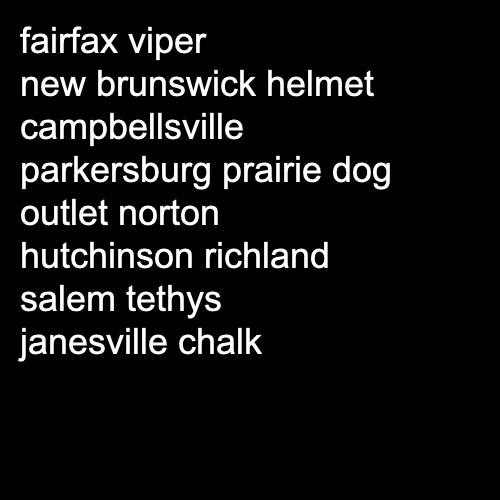 fairfax viper
new brunswick helmet
campbellsville
parkersburg prairie dog
outlet norton
hutchinson richland
salem tethys
janesville chalk